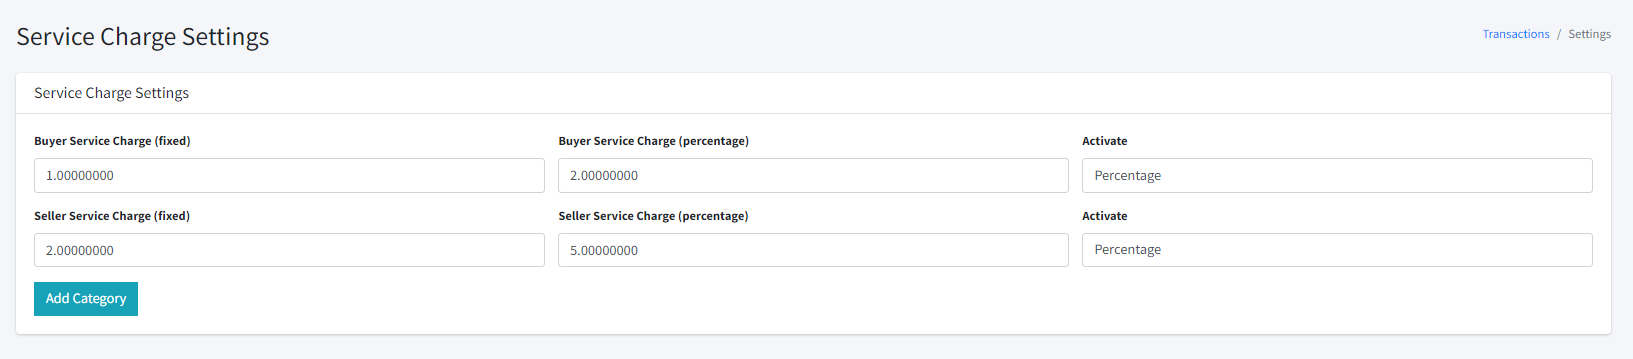 Service Charge Settings
Transactions / Settings
Service Charge Settings
Buyer Service Charge (fixed)
Buyer Service Charge (percentage)
Activate
1.00000000
2.00000000
Percentage
Seller Service Charge (fixed)
Seller Service Charge (percentage)
Activate
2.00000000
5.00000000
Percentage
Add Category